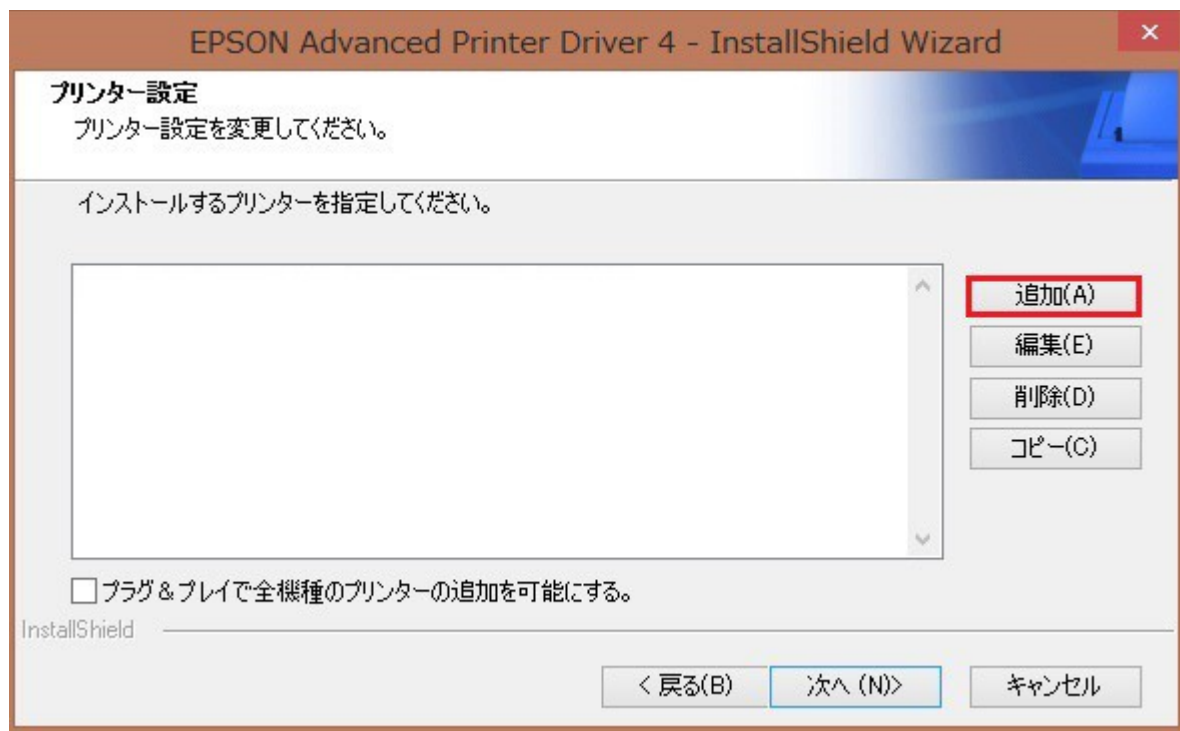 EPSON Advanced Printer Driver 4 - InstallShield Wizard
プリンター設定
プリンター設定を変更してください。
インストールするプリンターを指定してください。
追加(A)
編集(E)
削除(D)
コピー(C)
プラグ&プレイで全機種のプリンターの追加を可能にする。
InstallShield
< 戻る(B)
次へ (N)>
キャンセル